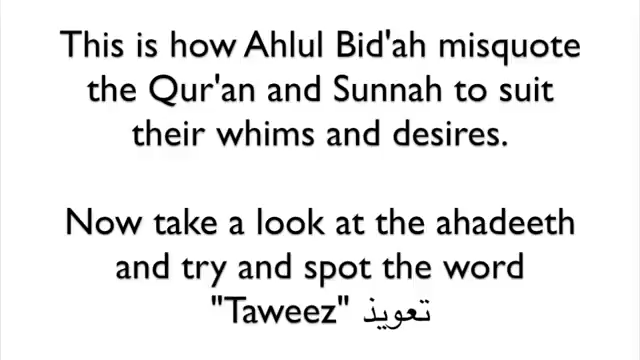 This is how Ahlul Bid'ah misquote
the Qur'an and Sunnah to suit
their whims and desires.
Now take a look at the ahadeeth
and try and spot the word
"Taweez" تعويذ